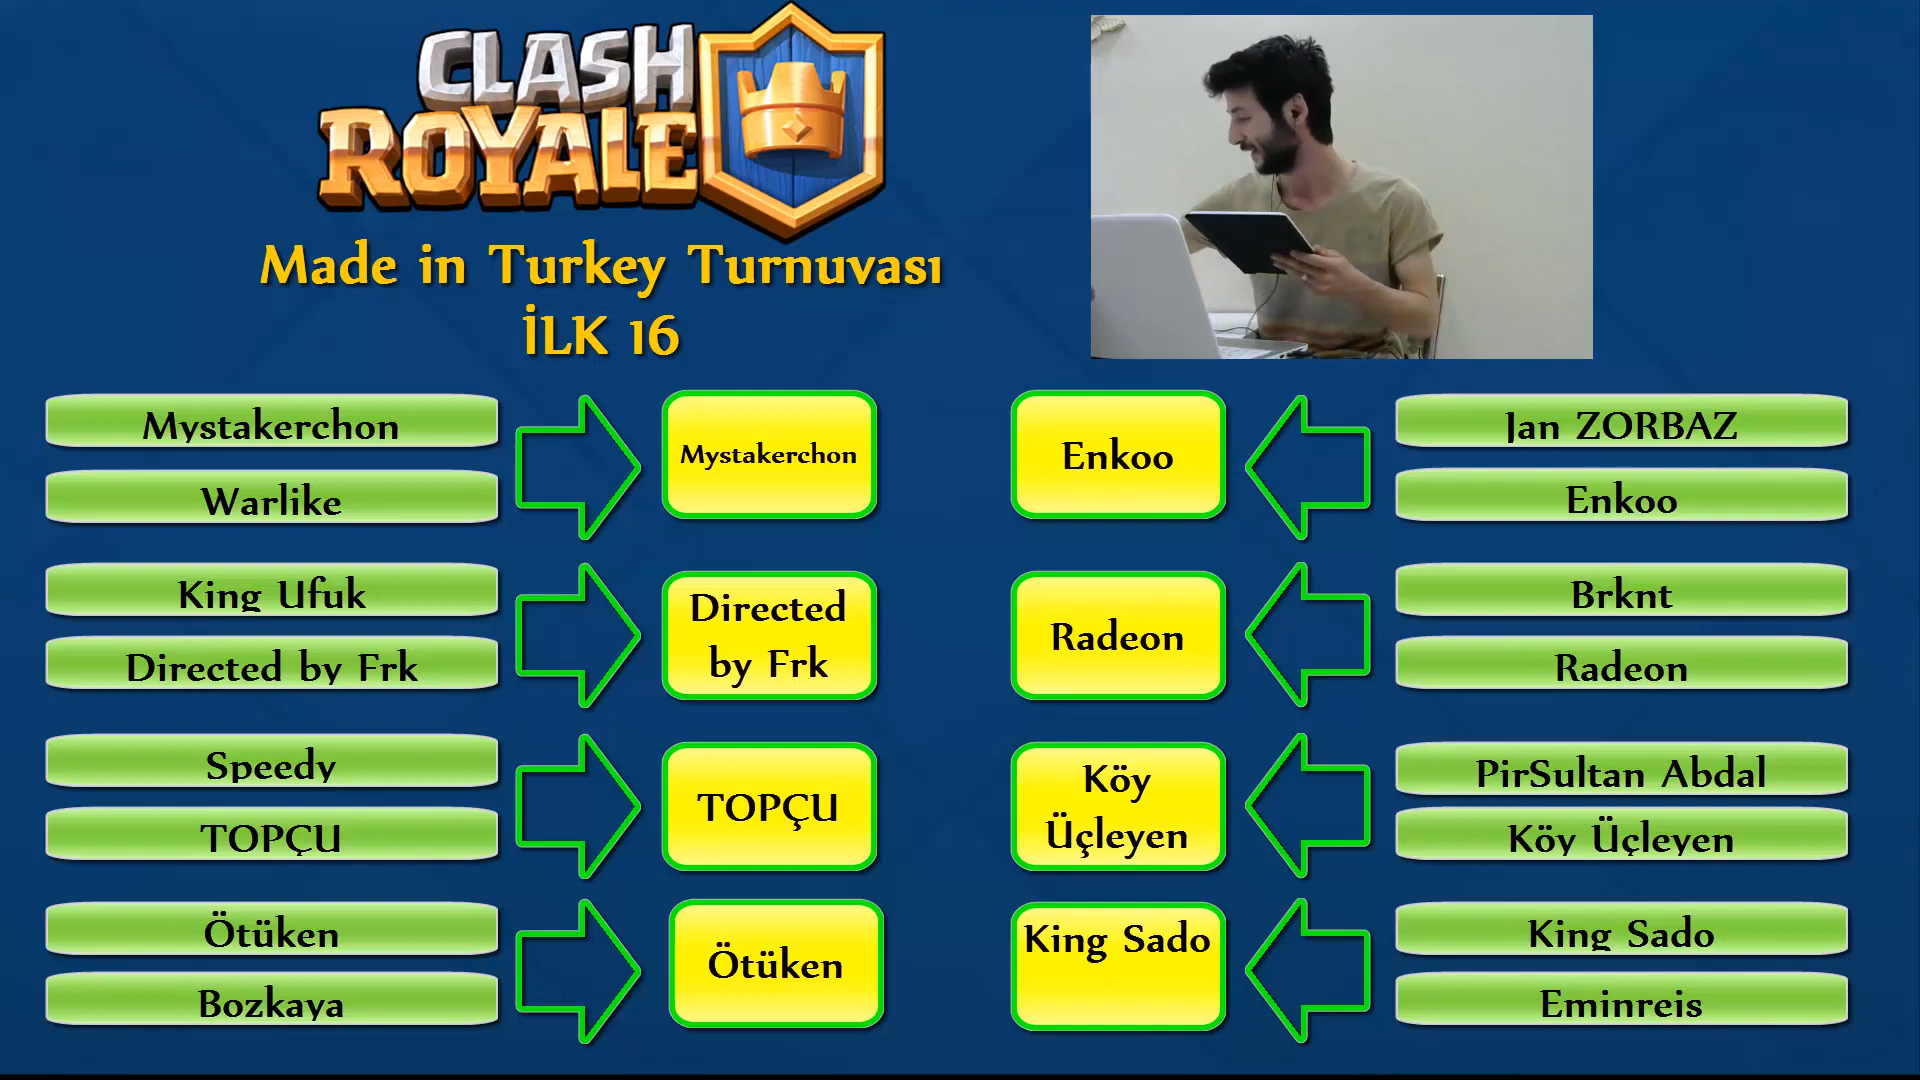 CLASH
ROYALE
Made in Turkey Turnuvası
İLK 16
Mystakerchon
Warlike
Mystakerchon
King Ufuk
Directed by Frk
Directed
by Frk
Speedy
TOPÇU
TOPÇU
Ötüken
Bozkaya
Ötüken
Enkoo
Jan ZORBAZ
Enkoo
Radeon
Brknt
Radeon
Köy
Üçleyen
PirSultan Abdal
Köy Üçleyen
King Sado
King Sado
Eminreis